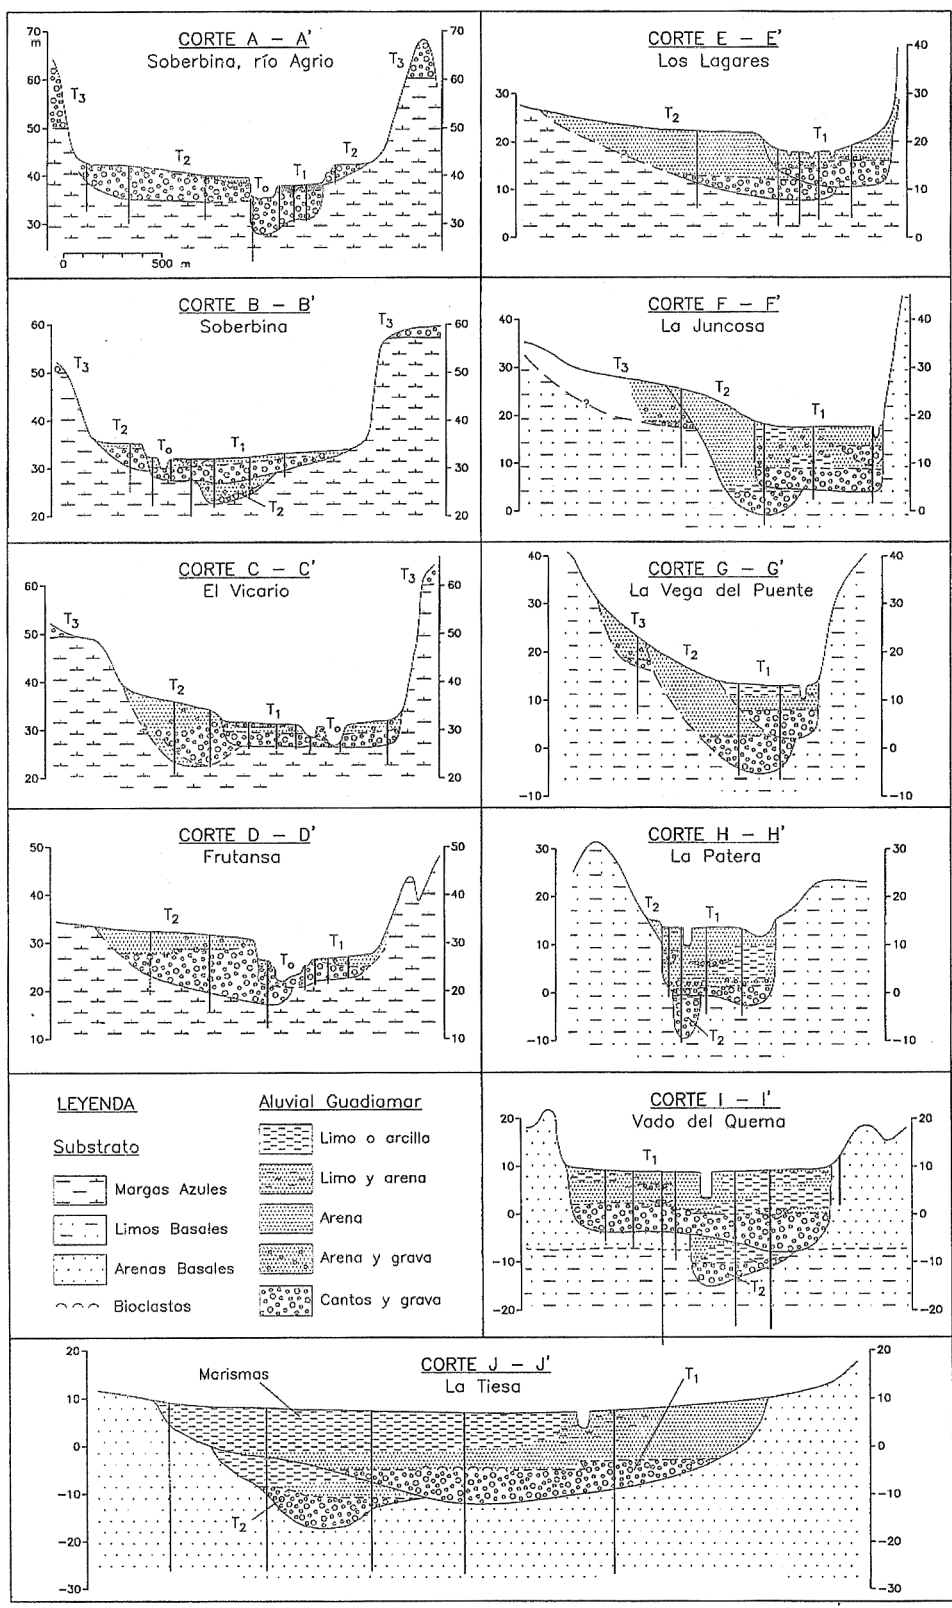 CORTE A – A'
Soberbina, río Agrio
70
m
60
50
40
30
70
60
50
40
30
T3
T2
To
T1
T2
T3
0 500 m
CORTE B – B'
Soberbina
60
50
40
30
20
60
50
40
30
20
T3
T2
To
T1
T2
T3
CORTE C – C'
El Vicario
60
50
40
30
20
60
50
40
30
20
T3
T2
T1
To
T3
CORTE D – D'
Frutansa
50
40
30
20
10
50
40
30
20
10
T2
To
T1
LEYENDA
Substrato
Margas Azules
Limos Basales
Arenas Basales
Bioclastos
Aluvial Guadiamar
Limo o arcilla
Limo y arena
Arena
Arena y grava
Cantos y grava
CORTE E – E'
Los Lagares
30
20
10
0
40
30
20
10
0
T2
T1
CORTE F – F'
La Juncosa
40
30
20
10
0
40
30
20
10
0
T3
T2
T1
?
CORTE G – G'
La Vega del Puente
40
30
20
10
0
-10
40
30
20
10
0
-10
T3
T2
T1
CORTE H – H'
La Patera
30
20
10
0
-10
30
20
10
0
-10
T2
T1
T2
CORTE I – I'
Vado del Quema
20
10
0
-10
-20
20
10
0
-10
-20
T1
T2
CORTE J – J'
La Tiesa
20
10
0
-10
-20
-30
20
10
0
-10
-20
-30
Marismas
T1
T2